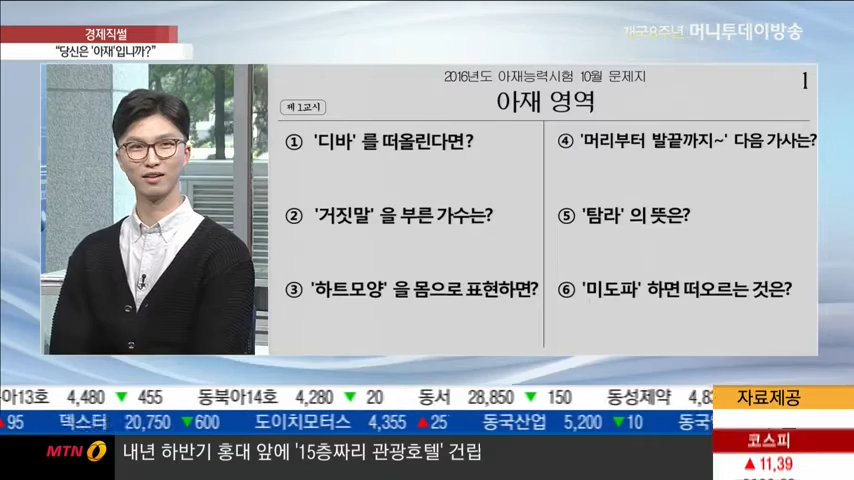 경제직썰
"당신은 '아재'입니까?"
개국8주년 머니투데이방송
2016년도 아재능력시험 10월 문제지
1
제 1교시
아재 영역
① '디바' 를 떠올린다면?
② '거짓말' 을 부른 가수는?
③ '하트모양' 을 몸으로 표현하면?
④ '머리부터 발끝까지~' 다음 가사는?
⑤ '탐라' 의 뜻은?
⑥ '미도파' 하면 떠오르는 것은?
아13호 4,480 ▼ 455 동북아14호 4,280 ▼ 20 동서 28,850 ▼ 150 동성제약
▲95 덱스터 20,750 ▼600 도이치모터스 4,355 ▲25 동국산업 5,200 ▼10 동국
자료제공
코스피
▲ 11,39
MTN 내년 하반기 홍대 앞에 '15층짜리 관광호텔' 건립